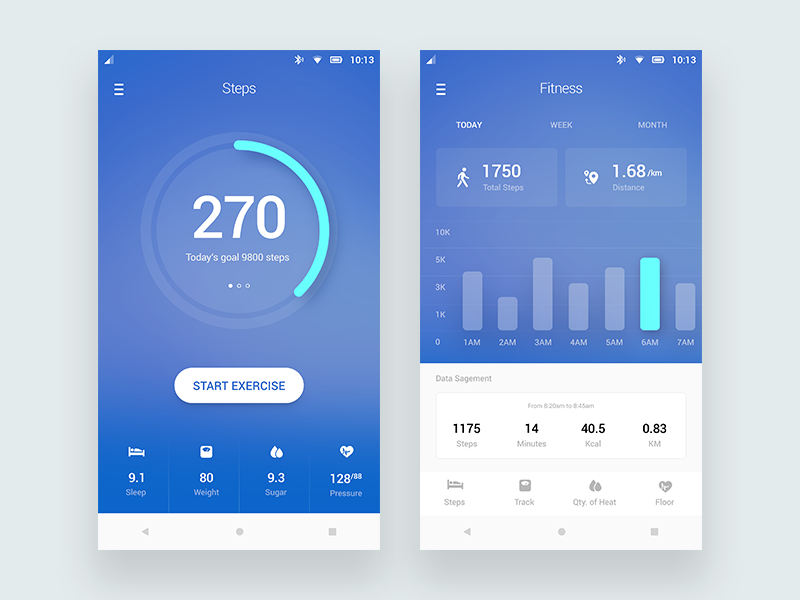 10:13
Steps
270
Today's goal 9800 steps
START EXERCISE
9.1 80 9.3 128/88
Sleep Weight Sugar Pressure
10:13
Fitness
TODAY WEEK MONTH
1750 1.68/km
Total Steps Distance
10K
5K
3K
1K
0 1AM 2AM 3AM 4AM 5AM 6AM 7AM
Data Sagement
From 8:20am to 8:45am
1175 14 40.5 0.83
Steps Minutes Kcal KM
Steps Track Qty. of Heat Floor